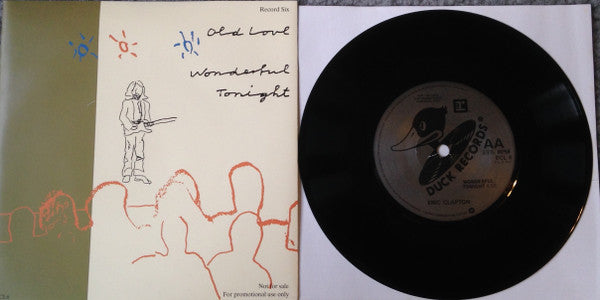 Record Six
Old Love
Wonderful
Tonight
Not for sale
For promotional use only
DUCK RECORDS
AA
WONDERFUL
TONIGHT
ERIC CLAPTON